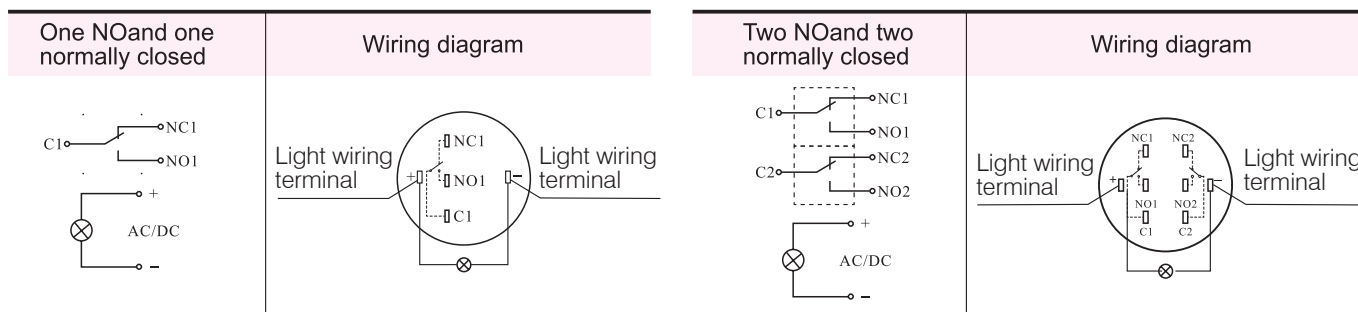 One NOand one
normally closed
Wiring diagram
C1
NC1
NO1
+
AC/DC
−
Light wiring
terminal
+
NC1
NO1
C1
−
Light wiring
terminal
Two NOand two
normally closed
Wiring diagram
C1
NC1
NO1
C2
NC2
NO2
+
AC/DC
−
Light wiring
terminal
NC1 NC2
+
−
NO1 NO2
C1 C2
Light wiring
terminal